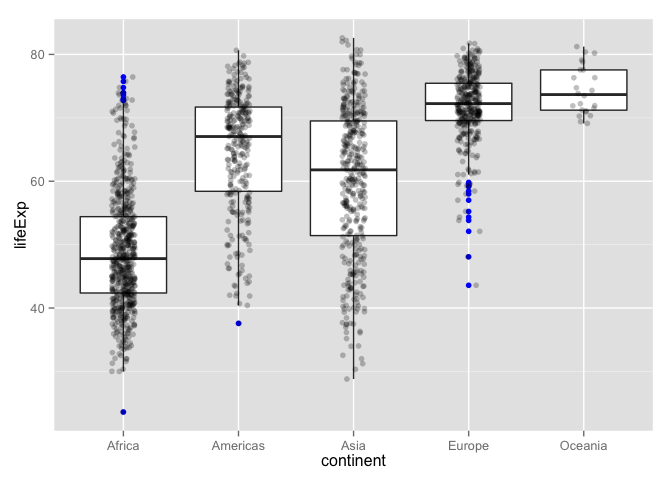 lifeExp
80
60
40
Africa
Americas
Asia
Europe
Oceania
continent